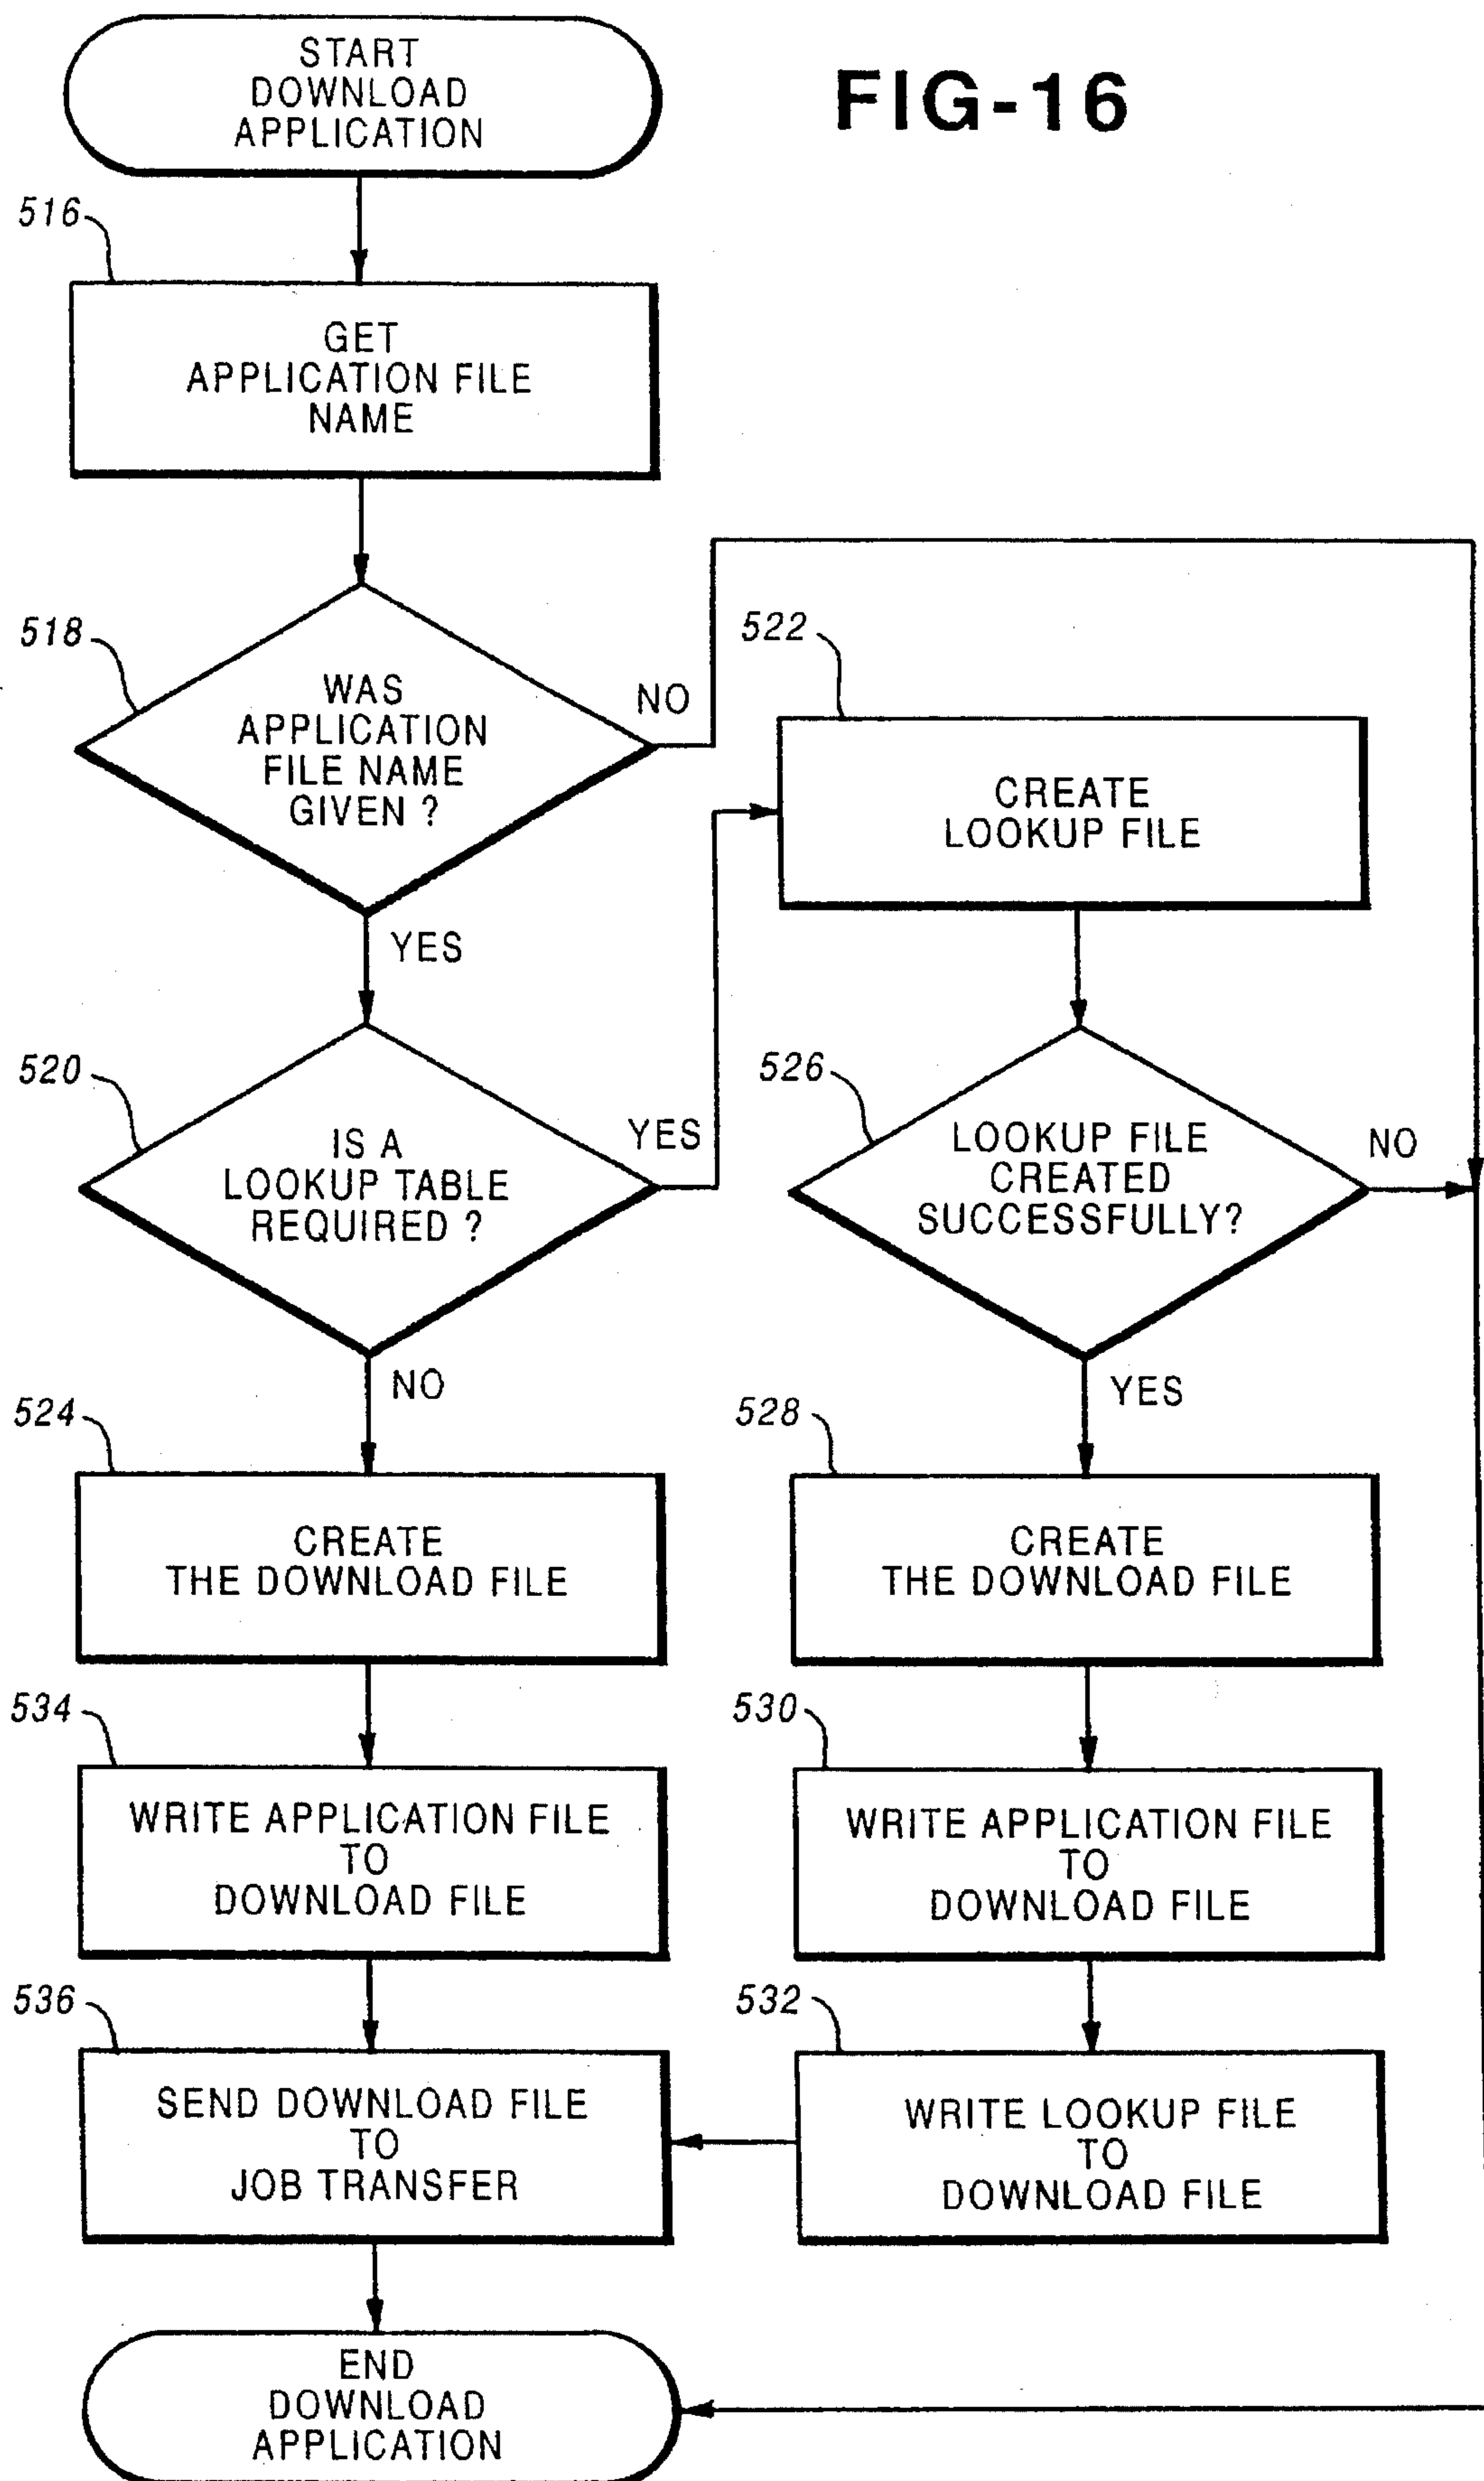 START
DOWNLOAD
APPLICATION
FIG-16
516
GET
APPLICATION FILE
NAME
518
WAS
APPLICATION
FILE NAME
GIVEN ?
NO
YES
522
CREATE
LOOKUP FILE
520
IS A
LOOKUP TABLE
REQUIRED ?
YES
NO
526
LOOKUP FILE
CREATED
SUCCESSFULLY?
NO
YES
524
CREATE
THE DOWNLOAD FILE
528
CREATE
THE DOWNLOAD FILE
534
WRITE APPLICATION FILE
TO
DOWNLOAD FILE
530
WRITE APPLICATION FILE
TO
DOWNLOAD FILE
536
SEND DOWNLOAD FILE
TO
JOB TRANSFER
532
WRITE LOOKUP FILE
TO
DOWNLOAD FILE
END
DOWNLOAD
APPLICATION